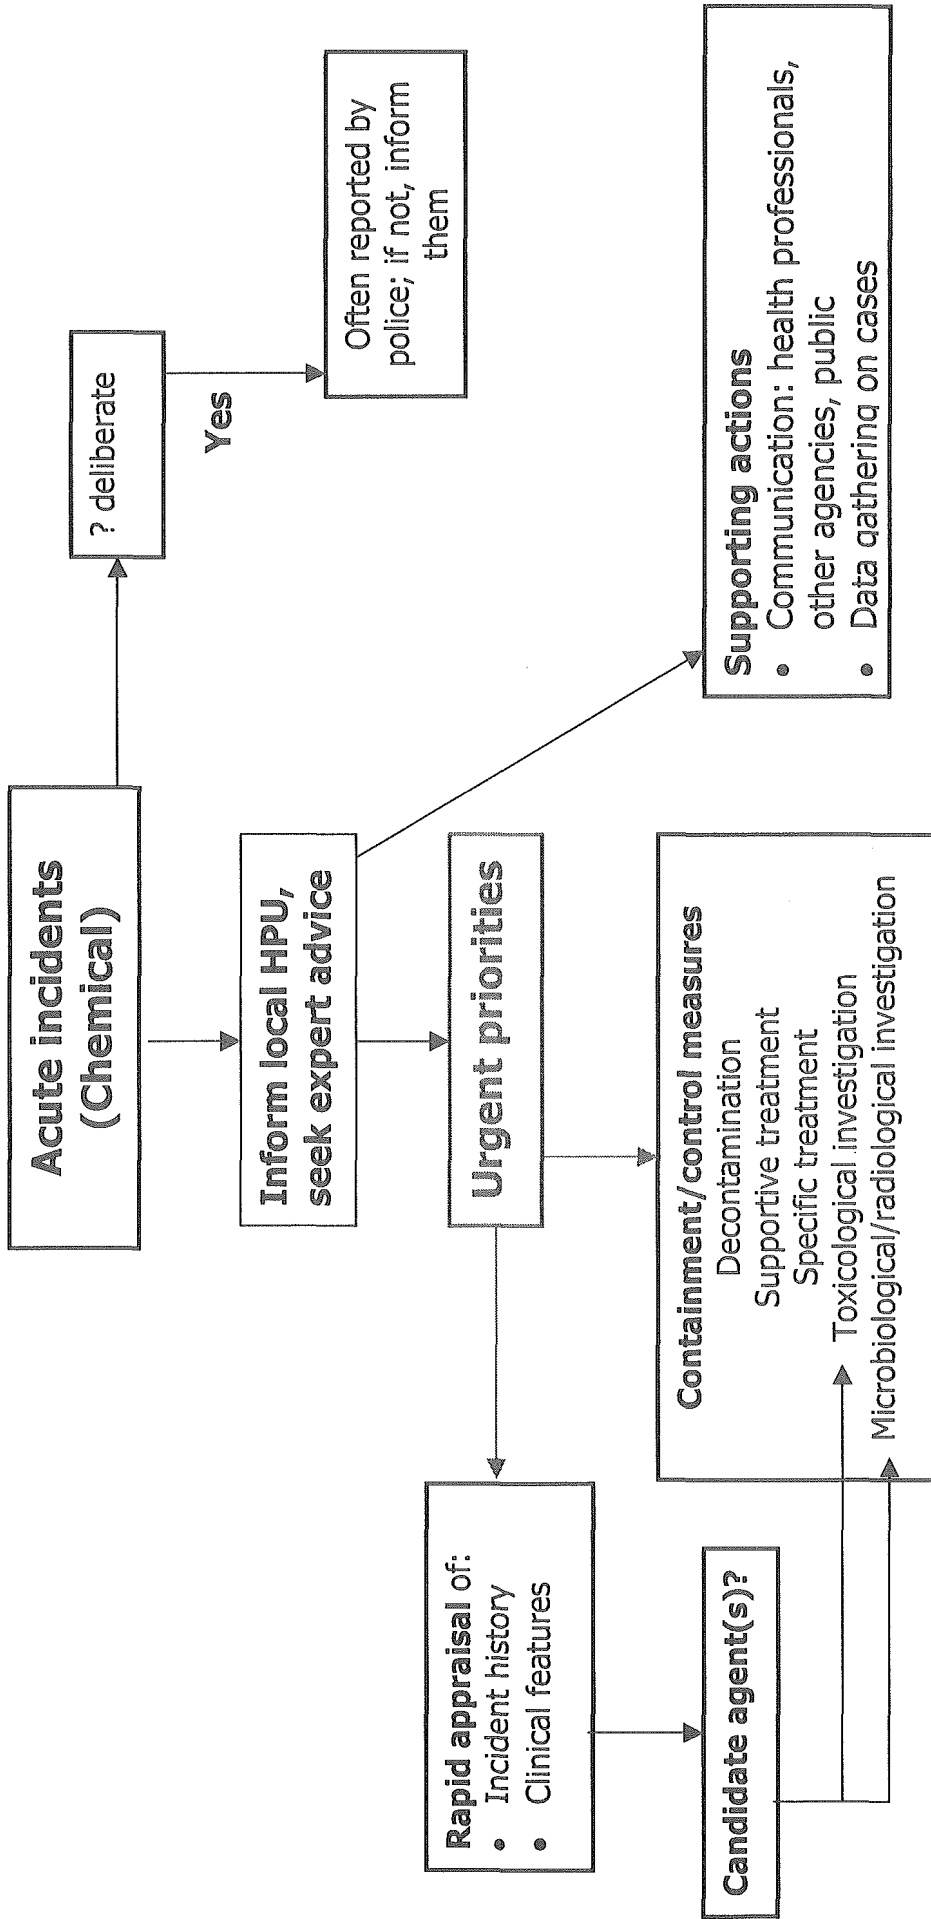 Acute incidents
(Chemical)
? deliberate
Yes
Often reported by
police; if not, inform
them
Inform local HPU,
seek expert advice
Urgent priorities
Rapid appraisal of:
• Incident history
• Clinical features
Candidate agent(s)?
Containment/control measures
Decontamination
Supportive treatment
Specific treatment
Toxicological investigation
Microbiological/radiological investigation
Supporting actions
• Communication: health professionals,
other agencies, public
• Data gathering on cases